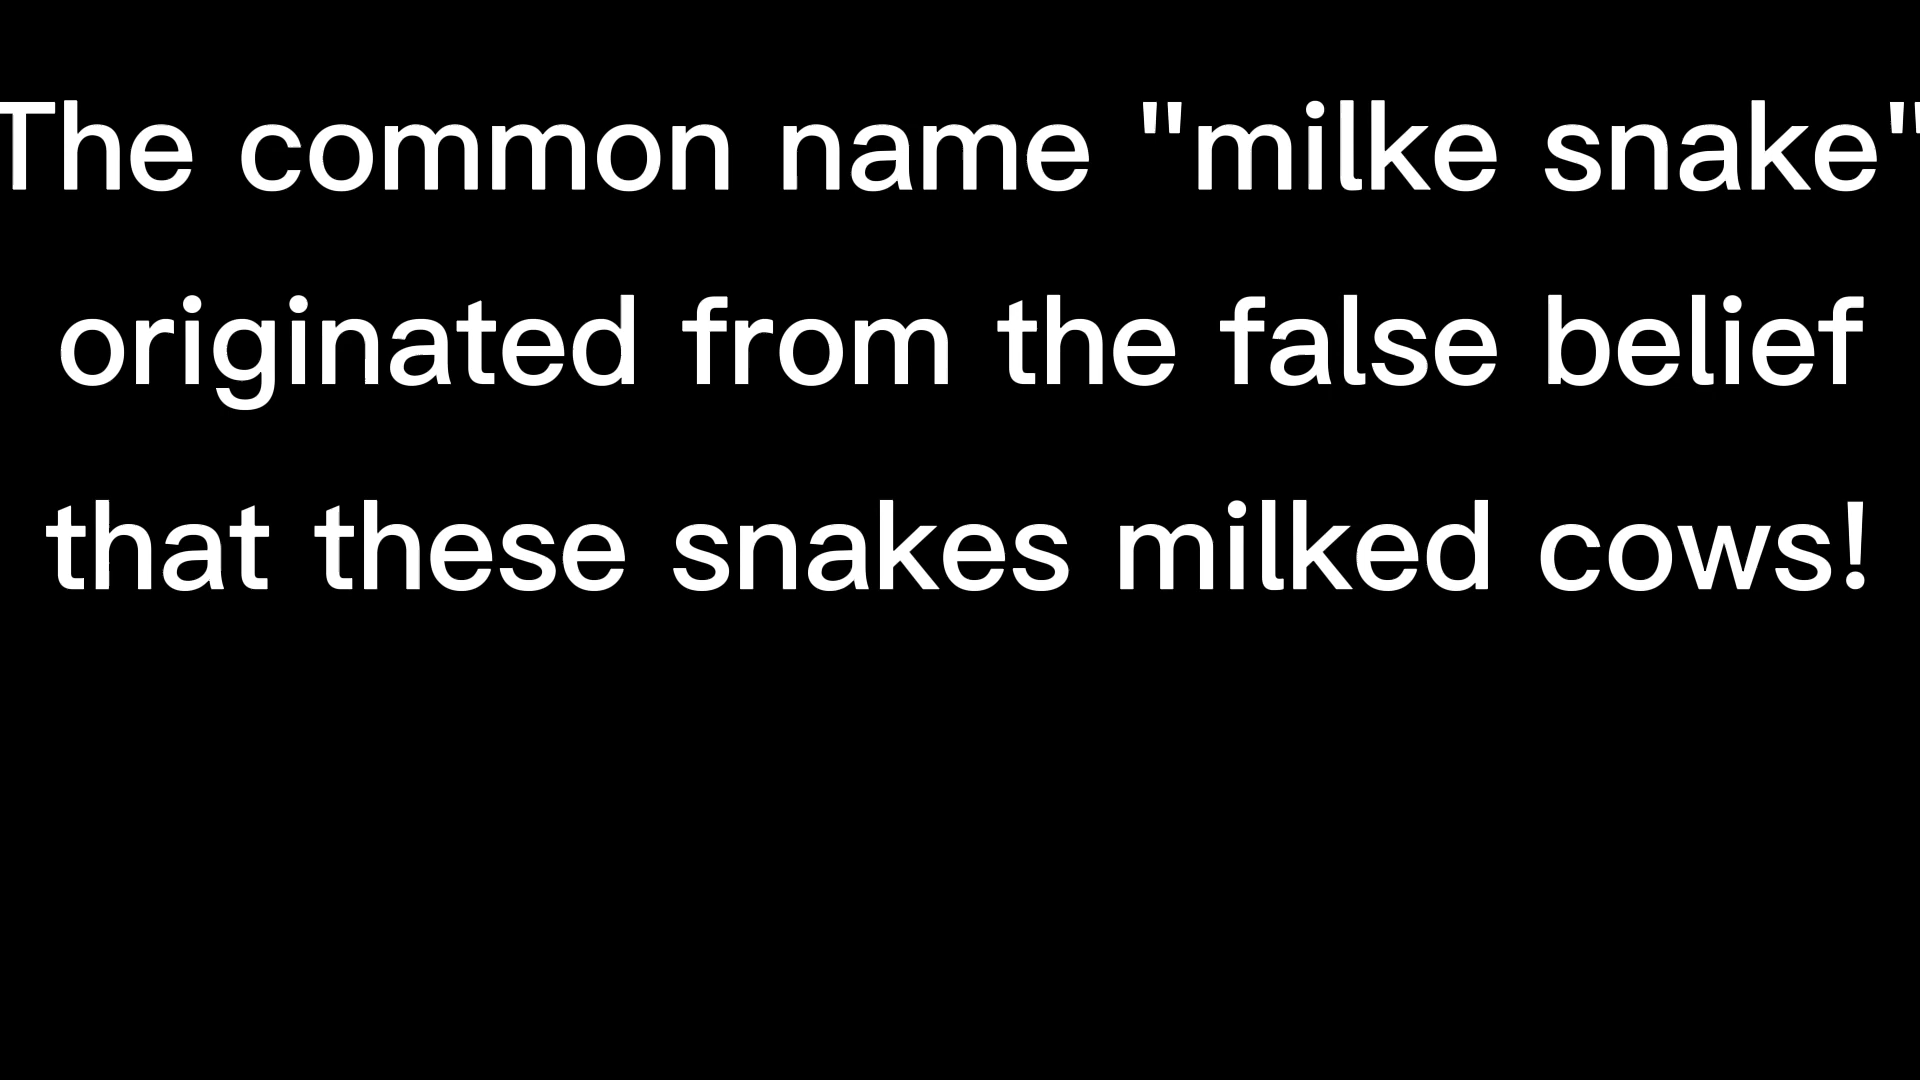 The common name "milke snake"
originated from the false belief
that these snakes milked cows!